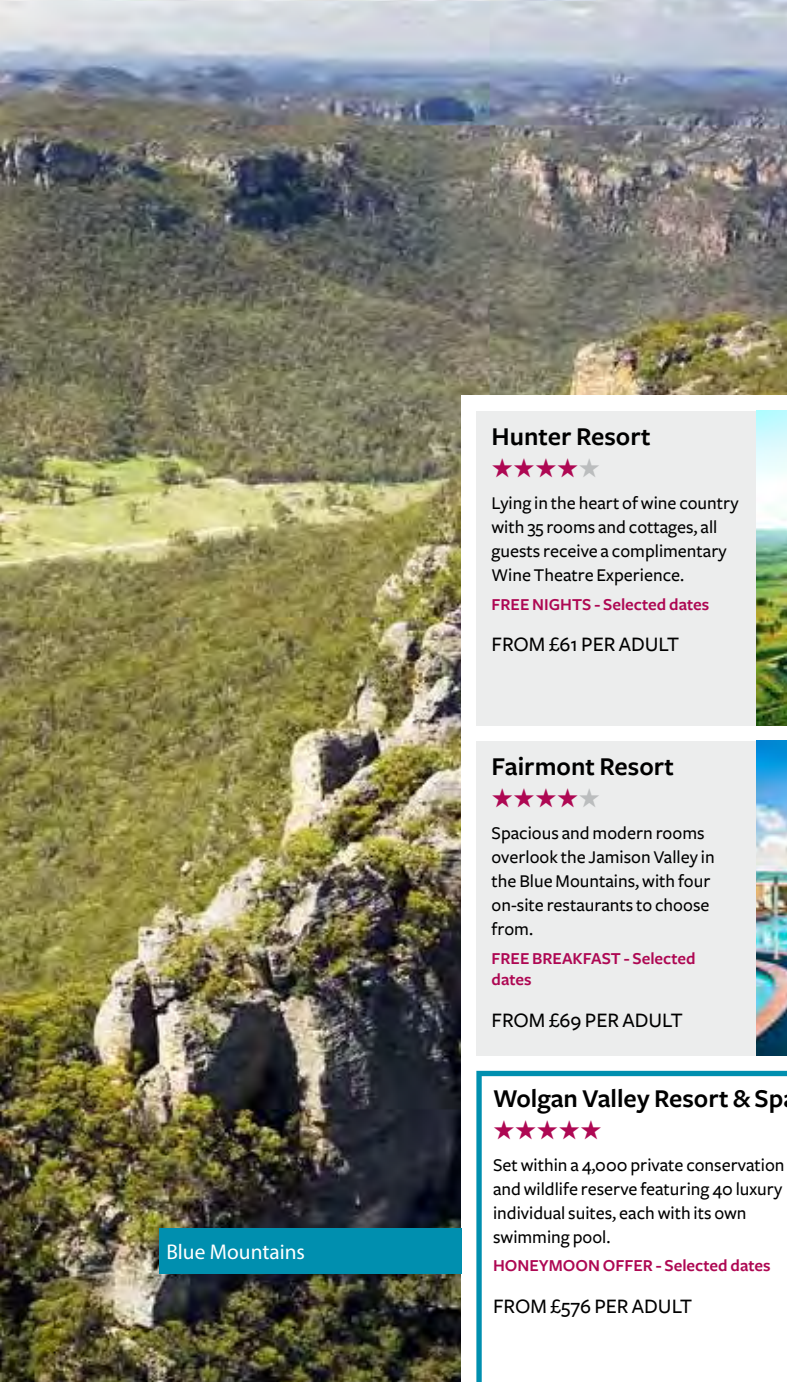 Hunter Resort
Lying in the heart of wine country
with 35 rooms and cottages, all
guests receive a complimentary
Wine Theatre Experience.
FREE NIGHTS - Selected dates
FROM £61 PER ADULT
Fairmont Resort
Spacious and modern rooms
overlook the Jamison Valley in
the Blue Mountains, with four
on-site restaurants to choose
from.
FREE BREAKFAST - Selected
dates
FROM £69 PER ADULT
Wolgan Valley Resort & Spa
Set within a 4,000 private conservation
and wildlife reserve featuring 40 luxury
individual suites, each with its own
swimming pool.
HONEYMOON OFFER - Selected dates
FROM £576 PER ADULT
Blue Mountains